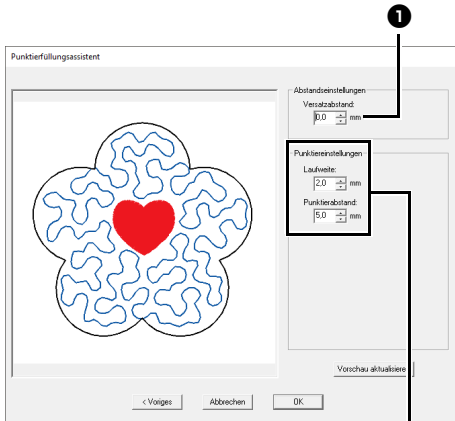 ❶
Punktierfüllungsassistent
Abstandseinstellungen
Versatzabstand:
0,0 mm
Punktiereinstellungen
Laufweite:
2,0 mm
Punktierabstand:
5,0 mm
Vorschau aktualisiere
< Voriges Abbrechen OK